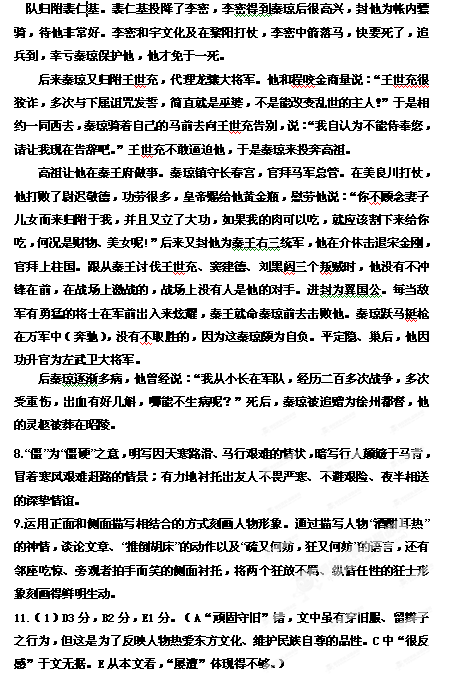 队归附裴仁基。裴仁基投降了李密，李密得到秦琼后很高兴，封他为帐内骠
骑，待他非常好。李密和宇文化及在黎阳打仗，李密中箭落马，快要死了，追
兵到，幸亏秦琼保护他，他才免于一死。
后来秦琼又归附王世充，代理龙骧大将军。他和程咬金商量说：“王世充很
狡诈，多次与下属诅咒发誓，简直就是巫婆，不是能改变乱世的主人！”于是相
约一同西去，秦琼骑着自己的马前去向王世充告别，说：“我自认为不能侍奉您，
请让我现在告辞吧。”王世充不敢逼迫他，于是秦琼来投奔高祖。
高祖让他在秦王府做事。秦琼镇守长春宫，官拜马军总管。在美良川打仗，
他打败了尉迟敬德，功劳很多，皇帝赐给他黄金瓶，慰劳他说：“你不顾念妻子
儿女而来归附于我，并且又立了大功，如果我的肉可以吃，就应该割下来给你
吃，何况是财物、美女呢！”后来又封他为秦王右三统军，他在介休击退宋金刚，
官拜上柱国。跟从秦王讨伐王世充、窦建德、刘黑闼三个叛贼时，他没有不冲
锋在前，在战场上激战的，战场上没有人是他的对手。进封为翼国公。每当敌
军有勇猛的将士在军前出入来炫耀，秦王就命秦琼前去击败他。秦琼跃马挺枪
在万军中（奔驰），没有不取胜的，因为这秦琼颇为自负。平定隐、巢后，他因
功升官为左武卫大将军。
后秦琼逐渐多病，他曾经说：“我从小长在军队，经历二百多次战争，多次
受重伤，出血有好几斛，哪能不生病呢？”死后，秦琼被追赠为徐州都督，他
的灵柩被葬在昭陵。
8.“僵”为“僵硬”之意，明写因天寒路滑、马行艰难的情状，暗写行人颠簸于马背，
冒着寒风艰难赶路的情景；有力地衬托出友人不畏严寒、不避艰险、夜半相送
的深挚情谊。
9.运用正面和侧面描写相结合的方式刻画人物形象。通过描写人物“酒酣耳热”
的神情，谈论文章、“推倒胡床”的动作以及“疏又何妨，狂又何妨”的语言，还有
邻座吃惊、旁观者拍手而笑的侧面衬托，将两个狂放不羁、纵情任性的狂士形
象刻画得鲜明生动。
11.（1）D3 分，B2 分，E1 分。（A“顽固守旧”错，文中虽有穿旧服、留辫子
之行为，但这是为了反映人物热爱东方文化、维护民族自尊的品性。C 中“很反
感”于文无据。E 从本文看，“屡遭”体现得不够。）